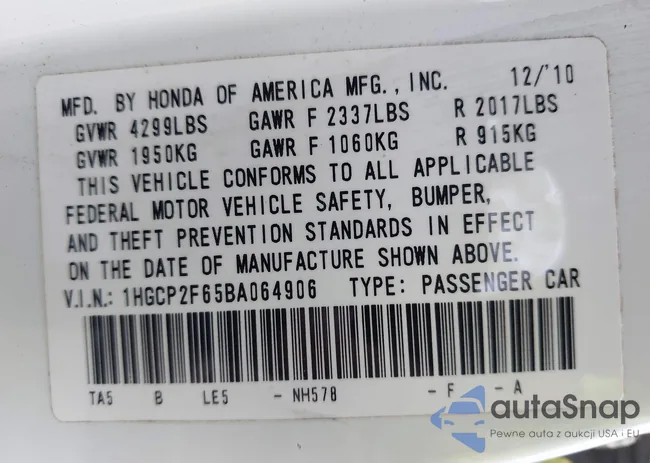 MFD. BY HONDA OF AMERICA MFG., INC. 12/'10
GVWR 4299LBS GAWR F 2337LBS R 2017LBS
GVWR 1950KG GAWR F 1060KG R 915KG
THIS VEHICLE CONFORMS TO ALL APPLICABLE
FEDERAL MOTOR VEHICLE SAFETY, BUMPER,
AND THEFT PREVENTION STANDARDS IN EFFECT
ON THE DATE OF MANUFACTURE SHOWN ABOVE.
V.I.N.: 1HGCP2F65BA064906 TYPE: PASSENGER CAR
TA5 B LE5 - NH578 - F - A
autaSnap
Pewne auta z aukcji USA i EU